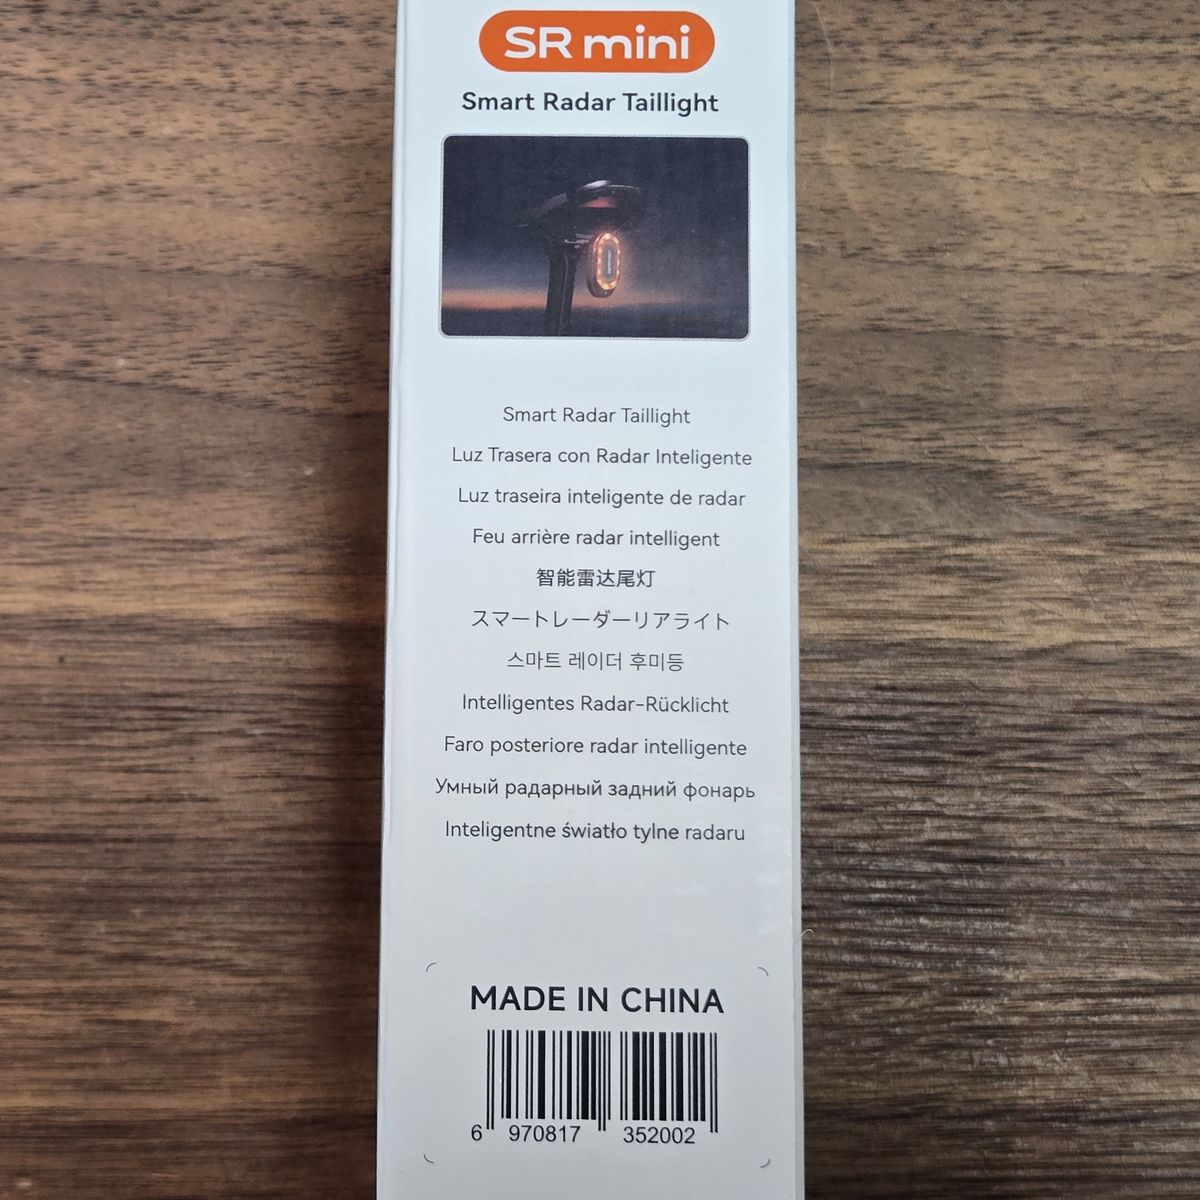 SR mini
Smart Radar Taillight
Smart Radar Taillight
Luz Trasera con Radar Inteligente
Luz traseira inteligente de radar
Feu arrière radar intelligent
智能雷达尾灯
スマートレーダーリアライト
스마트 레이더 후미등
Intelligentes Radar-Rücklicht
Faro posteriore radar intelligente
Умный радарный задний фонарь
Inteligentne światło tylne radaru
MADE IN CHINA
6 970817 352002